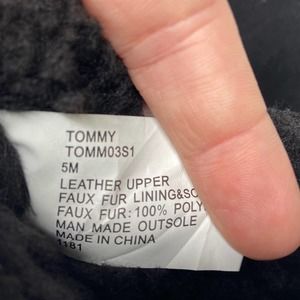 TOMMY
TOMM03S1
5M
LEATHER UPPER
FAUX FUR LINING&SO
FAUX FUR: 100% POLY
MAN MADE OUTSOLE
MADE IN CHINA
1181